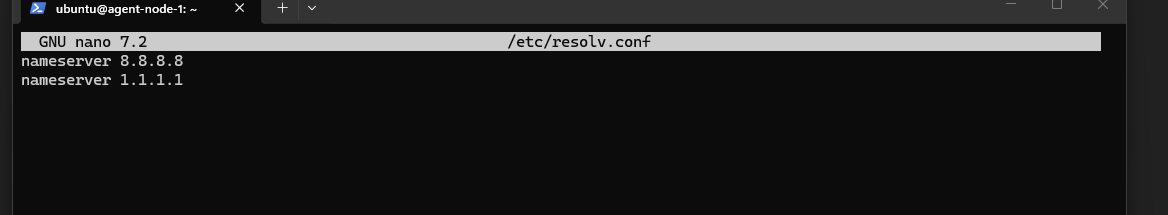 ubuntu@agent-node-1: ~
GNU nano 7.2 /etc/resolv.conf
nameserver 8.8.8.8
nameserver 1.1.1.1